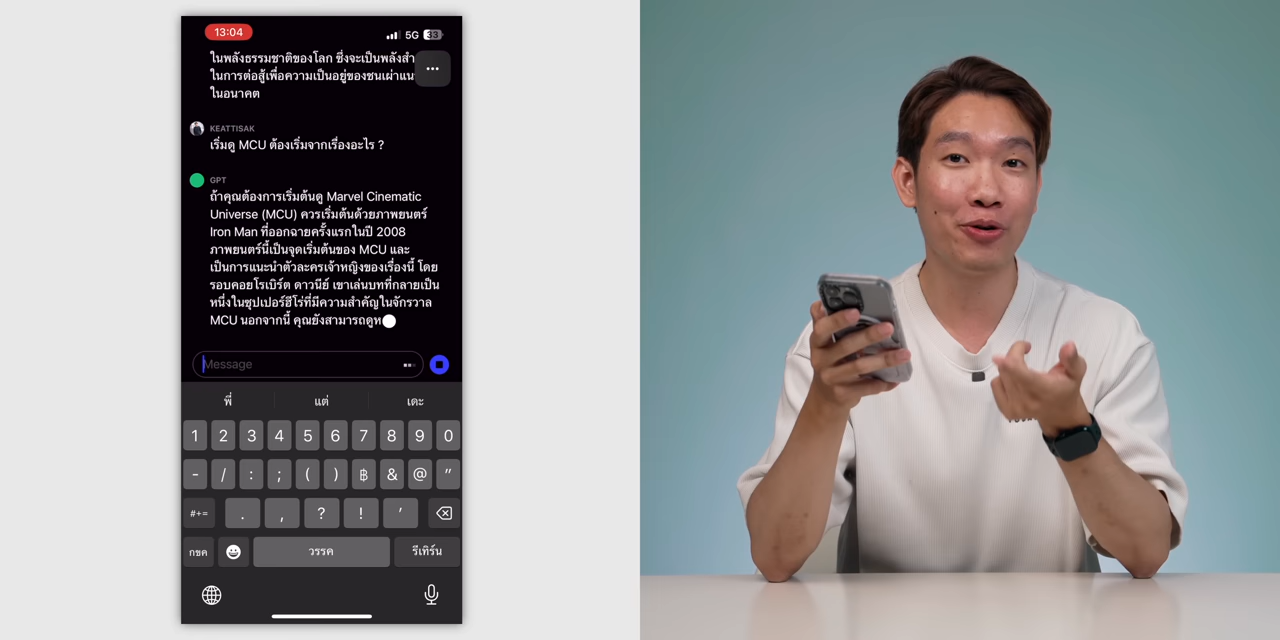 13:04
5G 33
ในพลังธรรมชาติของโลก ซึ่งจะเป็นพลังสำ
ในการต่อสู้เพื่อความเป็นอยู่ของชนเผ่าแน
ในอนาคต
KEATTISAK
เริ่มดู MCU ต้องเริ่มจากเรื่องอะไร ?
GPT
ถ้าคุณต้องการเริ่มต้นดู Marvel Cinematic
Universe (MCU) ควรเริ่มต้นด้วยภาพยนตร์
Iron Man ที่ออกฉายครั้งแรกในปี 2008
ภาพยนตร์นี้เป็นจุดเริ่มต้นของ MCU และ
เป็นการแนะนำตัวละครเจ้าหญิงของเรื่องนี้ โดย
รอบคอยโรเบิร์ต ดาวนีย์ เขาเล่นบทที่กลายเป็น
หนึ่งในซุปเปอร์ฮีโร่ที่มีความสำคัญในจักรวาล
MCU นอกจากนี้ คุณยังสามารถดูห
Message
พี่ แต่ เตะ
1 2 3 4 5 6 7 8 9 0
- / : ; ( ) ฿ & @ "
#+= . , ? ! '
กขค วรรค รีเทิร์น